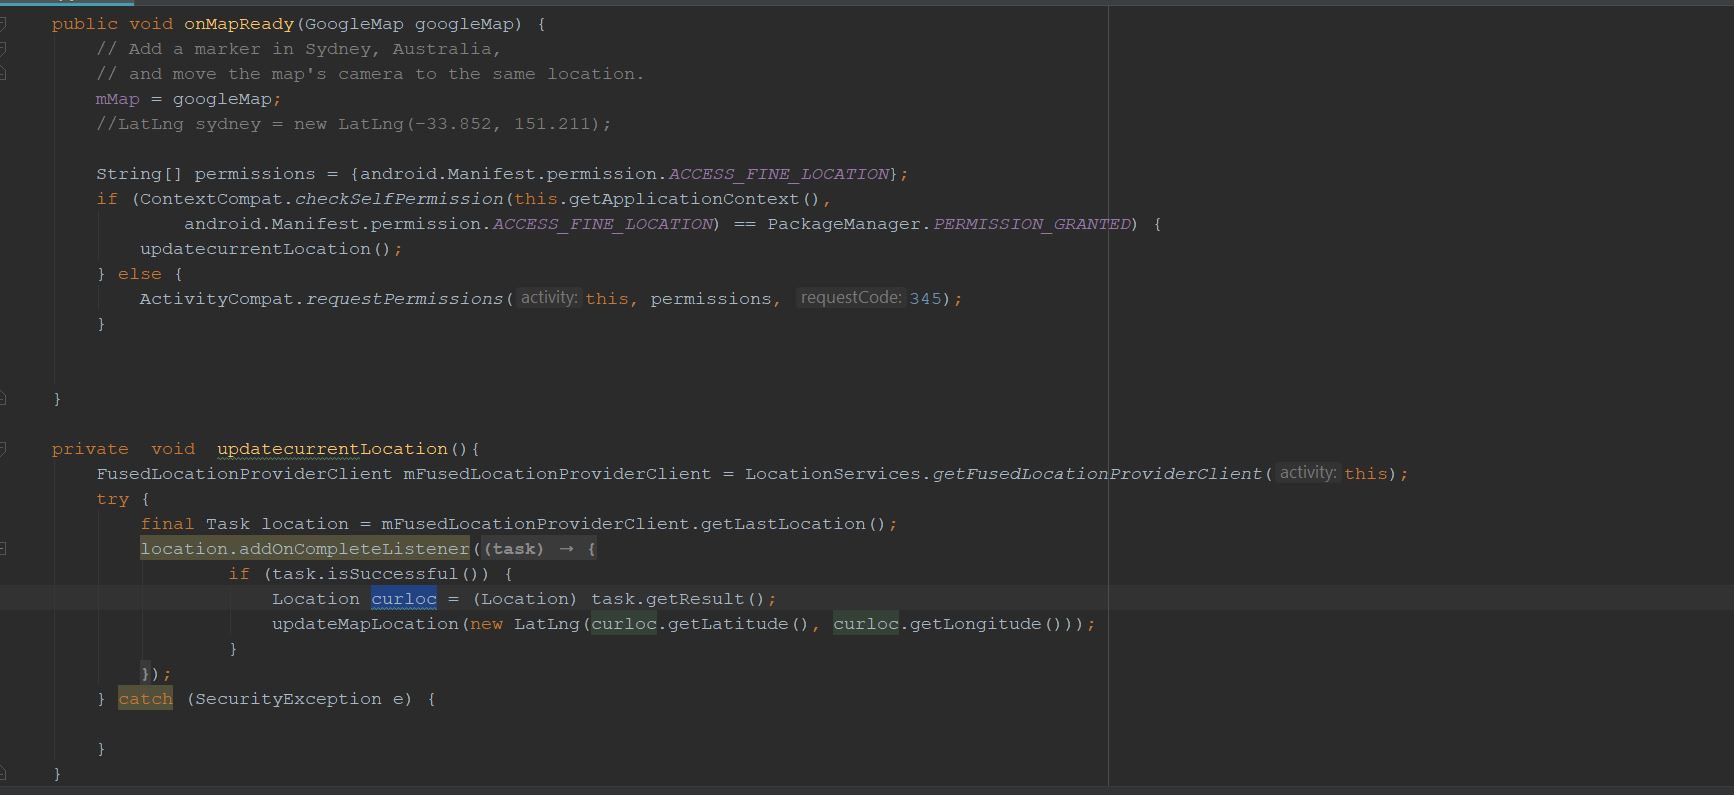 public void onMapReady(GoogleMap googleMap) {
// Add a marker in Sydney, Australia,
// and move the map's camera to the same location.
mMap = googleMap;
//LatLng sydney = new LatLng(-33.852, 151.211);
String[] permissions = {android.Manifest.permission.ACCESS_FINE_LOCATION};
if (ContextCompat.checkSelfPermission(this.getApplicationContext(),
android.Manifest.permission.ACCESS_FINE_LOCATION) == PackageManager.PERMISSION_GRANTED) {
updatecurrentLocation();
} else {
ActivityCompat.requestPermissions( activity: this, permissions, requestCode: 345);
}
}
private void updatecurrentLocation(){
FusedLocationProviderClient mFusedLocationProviderClient = LocationServices.getFusedLocationProviderClient( activity: this);
try {
final Task location = mFusedLocationProviderClient.getLastLocation();
location.addOnCompleteListener((task) → {
if (task.isSuccessful()) {
Location curloc = (Location) task.getResult();
updateMapLocation(new LatLng(curloc.getLatitude(), curloc.getLongitude()));
}
});
} catch (SecurityException e) {
}
}